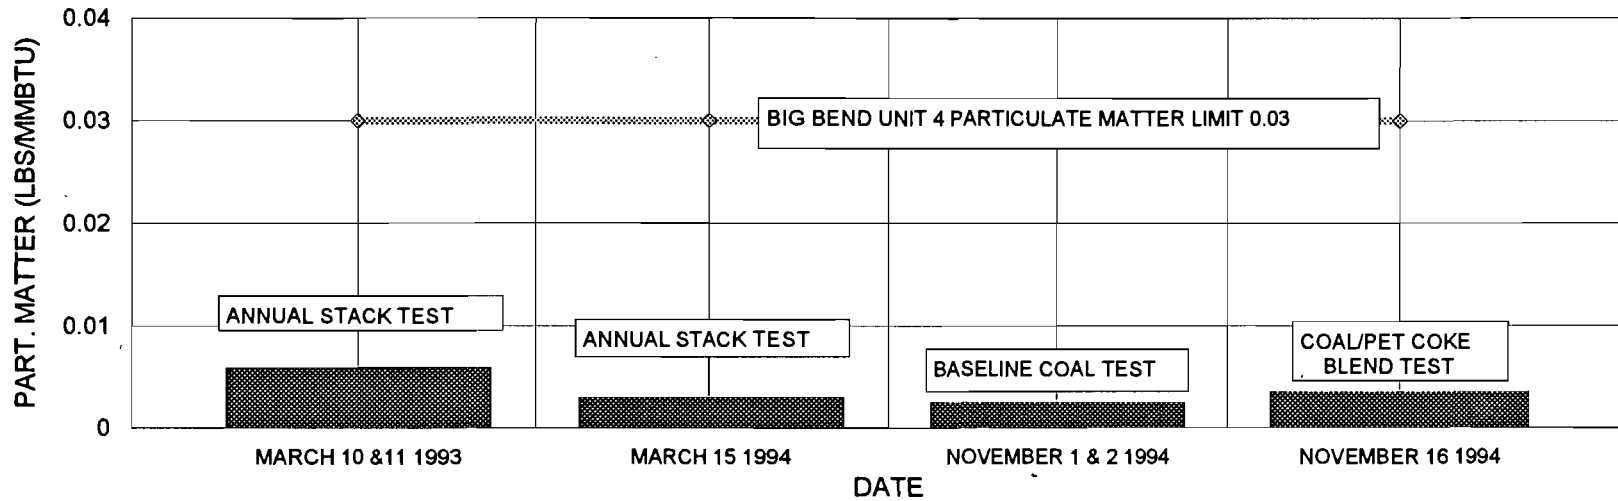 PART. MATTER (LBS/MMBTU)
0.04
0.03
0.02
0.01
0
BIG BEND UNIT 4 PARTICULATE MATTER LIMIT 0.03
ANNUAL STACK TEST
ANNUAL STACK TEST
BASELINE COAL TEST
COAL/PET COKE
BLEND TEST
MARCH 10 &11 1993
MARCH 15 1994
NOVEMBER 1 & 2 1994
NOVEMBER 16 1994
DATE